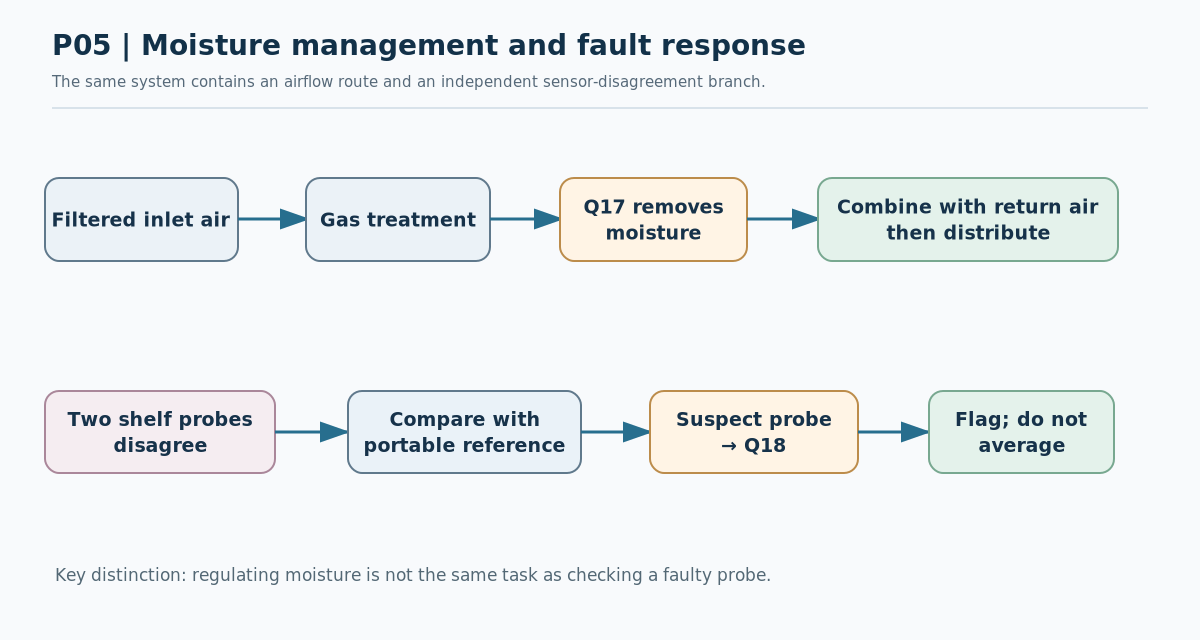 P05 | Moisture management and fault response
The same system contains an airflow route and an independent sensor-disagreement branch.
Filtered inlet air
Gas treatment
Q17 removes
moisture
Combine with return air
then distribute
Two shelf probes
disagree
Compare with
portable reference
Suspect probe
→ Q18
Flag; do not
average
Key distinction: regulating moisture is not the same task as checking a faulty probe.